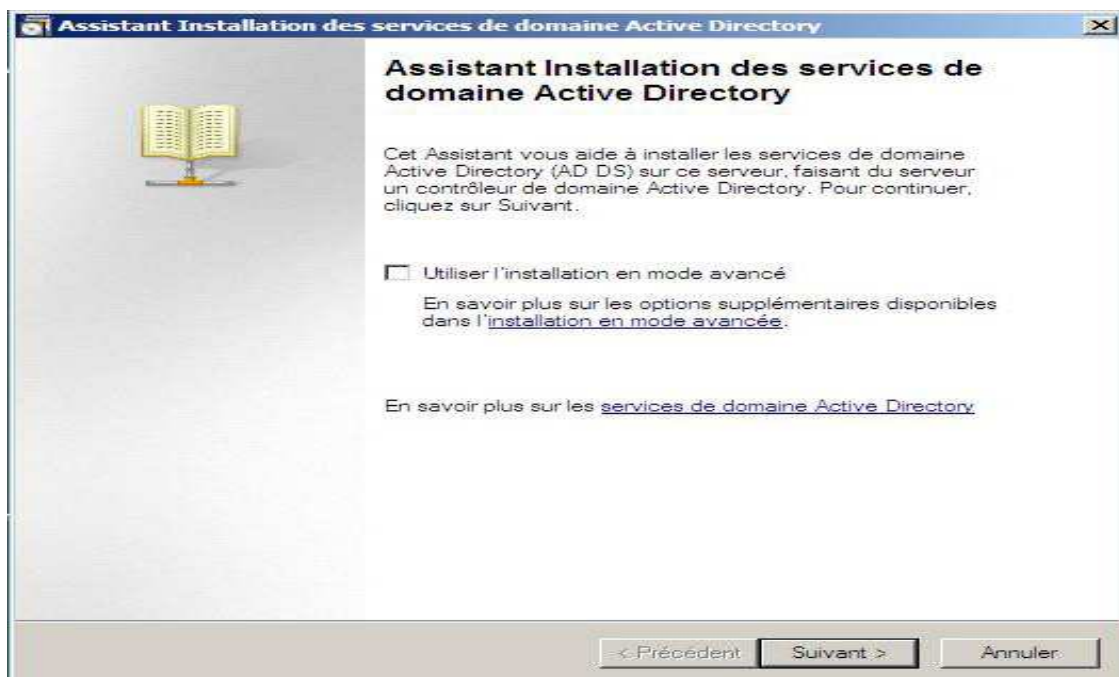 Assistant Installation des services de domaine Active Directory
Assistant Installation des services de
domaine Active Directory
Cet Assistant vous aide à installer les services de domaine
Active Directory (AD DS) sur ce serveur, faisant du serveur
un contrôleur de domaine Active Directory. Pour continuer,
cliquez sur Suivant.
Utiliser l'installation en mode avancé
En savoir plus sur les options supplémentaires disponibles
dans l'installation en mode avancée.
En savoir plus sur les services de domaine Active Directory
< Précédent Suivant > Annuler